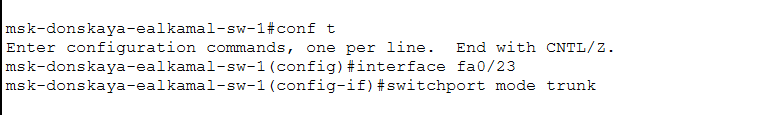 msk-donskaya-ealkamal-sw-1#conf t
Enter configuration commands, one per line.  End with CNTL/Z.
msk-donskaya-ealkamal-sw-1(config)#interface fa0/23
msk-donskaya-ealkamal-sw-1(config-if)#switchport mode trunk